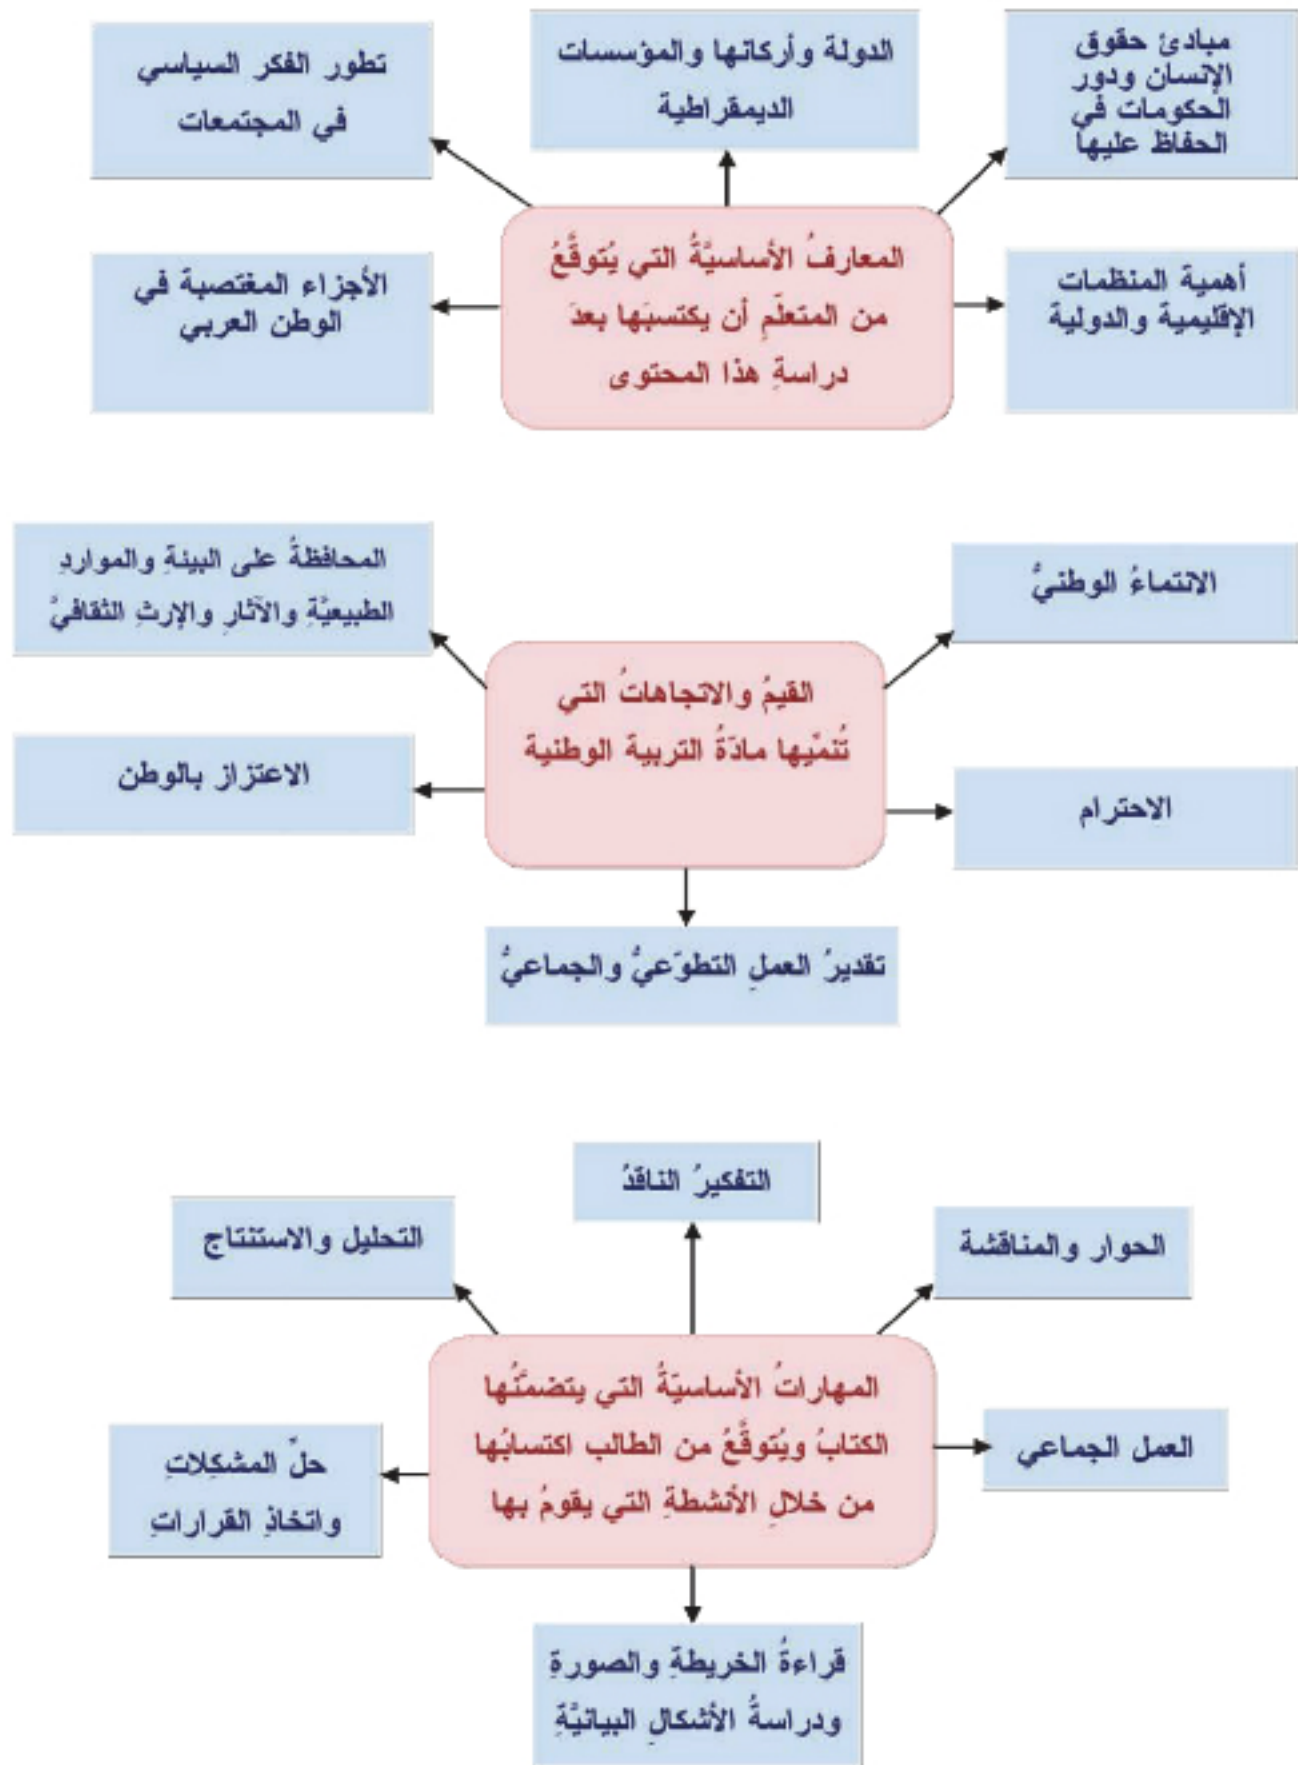 مبادئ حقوق
الإنسان ودور
الحكومات في
الحفاظ عليها
الدولة وأركانها والمؤسسات
الديمقراطية
تطور الفكر السياسي
في المجتمعات
المعارفُ الأساسيَّةُ التي يُتوقَّعُ
من المتعلّمِ أن يكتسبَها بعدَ
دراسةِ هذا المحتوى
أهمية المنظمات
الإقليمية والدولية
الأجزاء المغتصبة في
الوطن العربي
الانتماءُ الوطنيُّ
المحافظةُ على البيئةِ والمواردِ
الطبيعيَّةِ والآثارِ والإرثِ الثقافيِّ
القيمُ والاتجاهاتُ التي
تُنمّيها مادّةُ التربية الوطنية
الاحترام
الاعتزاز بالوطن
تقديرُ العملِ التطوّعيُّ والجماعيُّ
التفكيرُ الناقدُ
الحوار والمناقشة
التحليل والاستنتاج
المهاراتُ الأساسيّةُ التي يتضمَّنُها
الكتابُ ويُتوقَّعُ من الطالب اكتسابُها
من خلالِ الأنشطةِ التي يقومُ بها
العمل الجماعي
حلُّ المشكِلاتِ
واتخاذِ القراراتِ
قراءةُ الخريطةِ والصورةِ
ودراسةُ الأشكالِ البيانيَّةِ